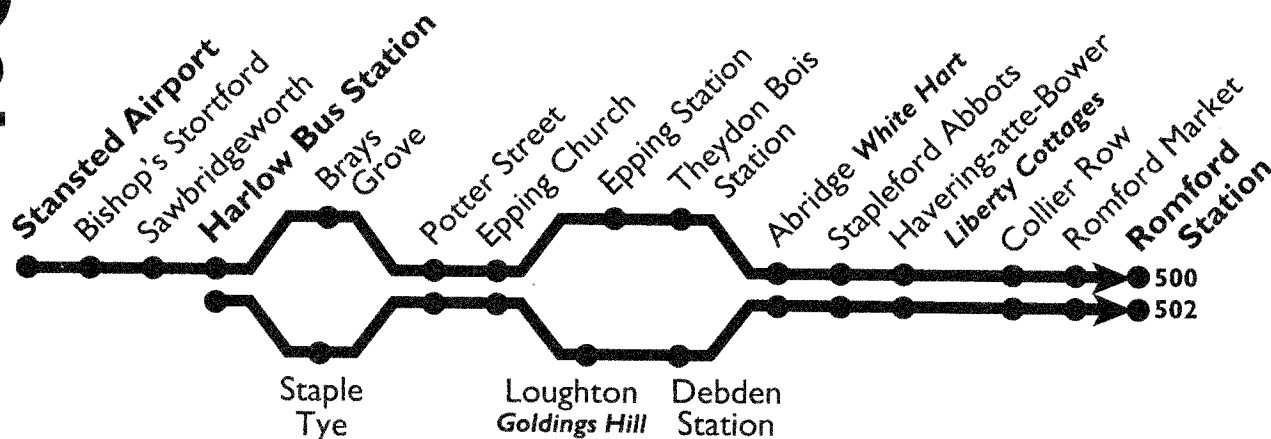 Stansted Airport
Bishop's Stortford
Sawbridgeworth
Harlow Bus Station
Brays
Grove
Potter Street
Epping Church
Epping Station
Theydon Bois
Station
Abridge White Hart
Stapleford Abbots
Havering-atte-Bower
Liberty Cottages
Collier Row
Romford Market
Romford
Station
500
502
Staple
Tye
Loughton
Goldings Hill
Debden
Station